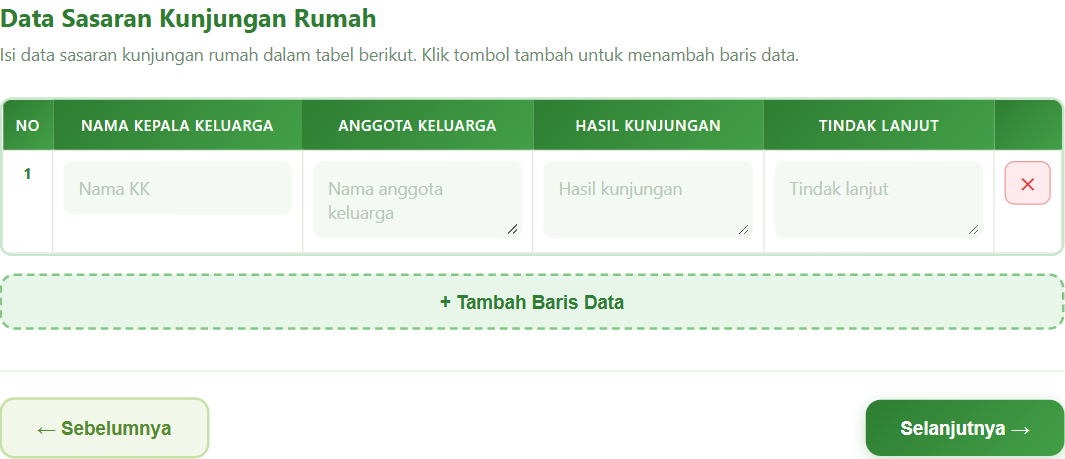 Data Sasaran Kunjungan Rumah
Isi data sasaran kunjungan rumah dalam tabel berikut. Klik tombol tambah untuk menambah baris data.
NO NAMA KEPALA KELUARGA ANGGOTA KELUARGA HASIL KUNJUNGAN TINDAK LANJUT
1 Nama KK Nama anggota Hasil kunjungan Tindak lanjut ×
keluarga
+ Tambah Baris Data
← Sebelumnya Selanjutnya →